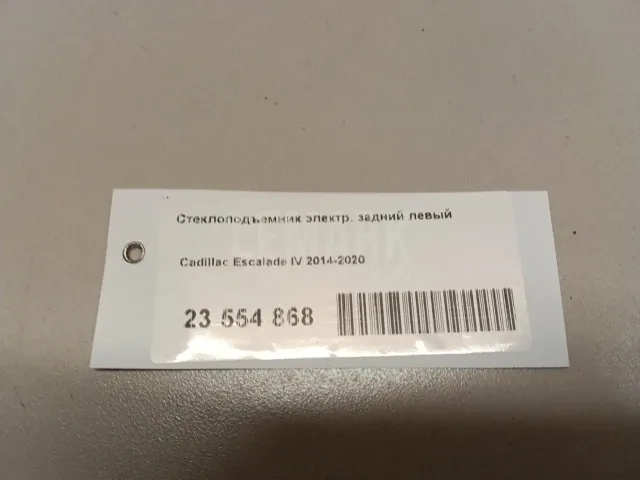 Стеклоподъемник электр. задний левый
Cadillac Escalade IV 2014-2020
23 554 868